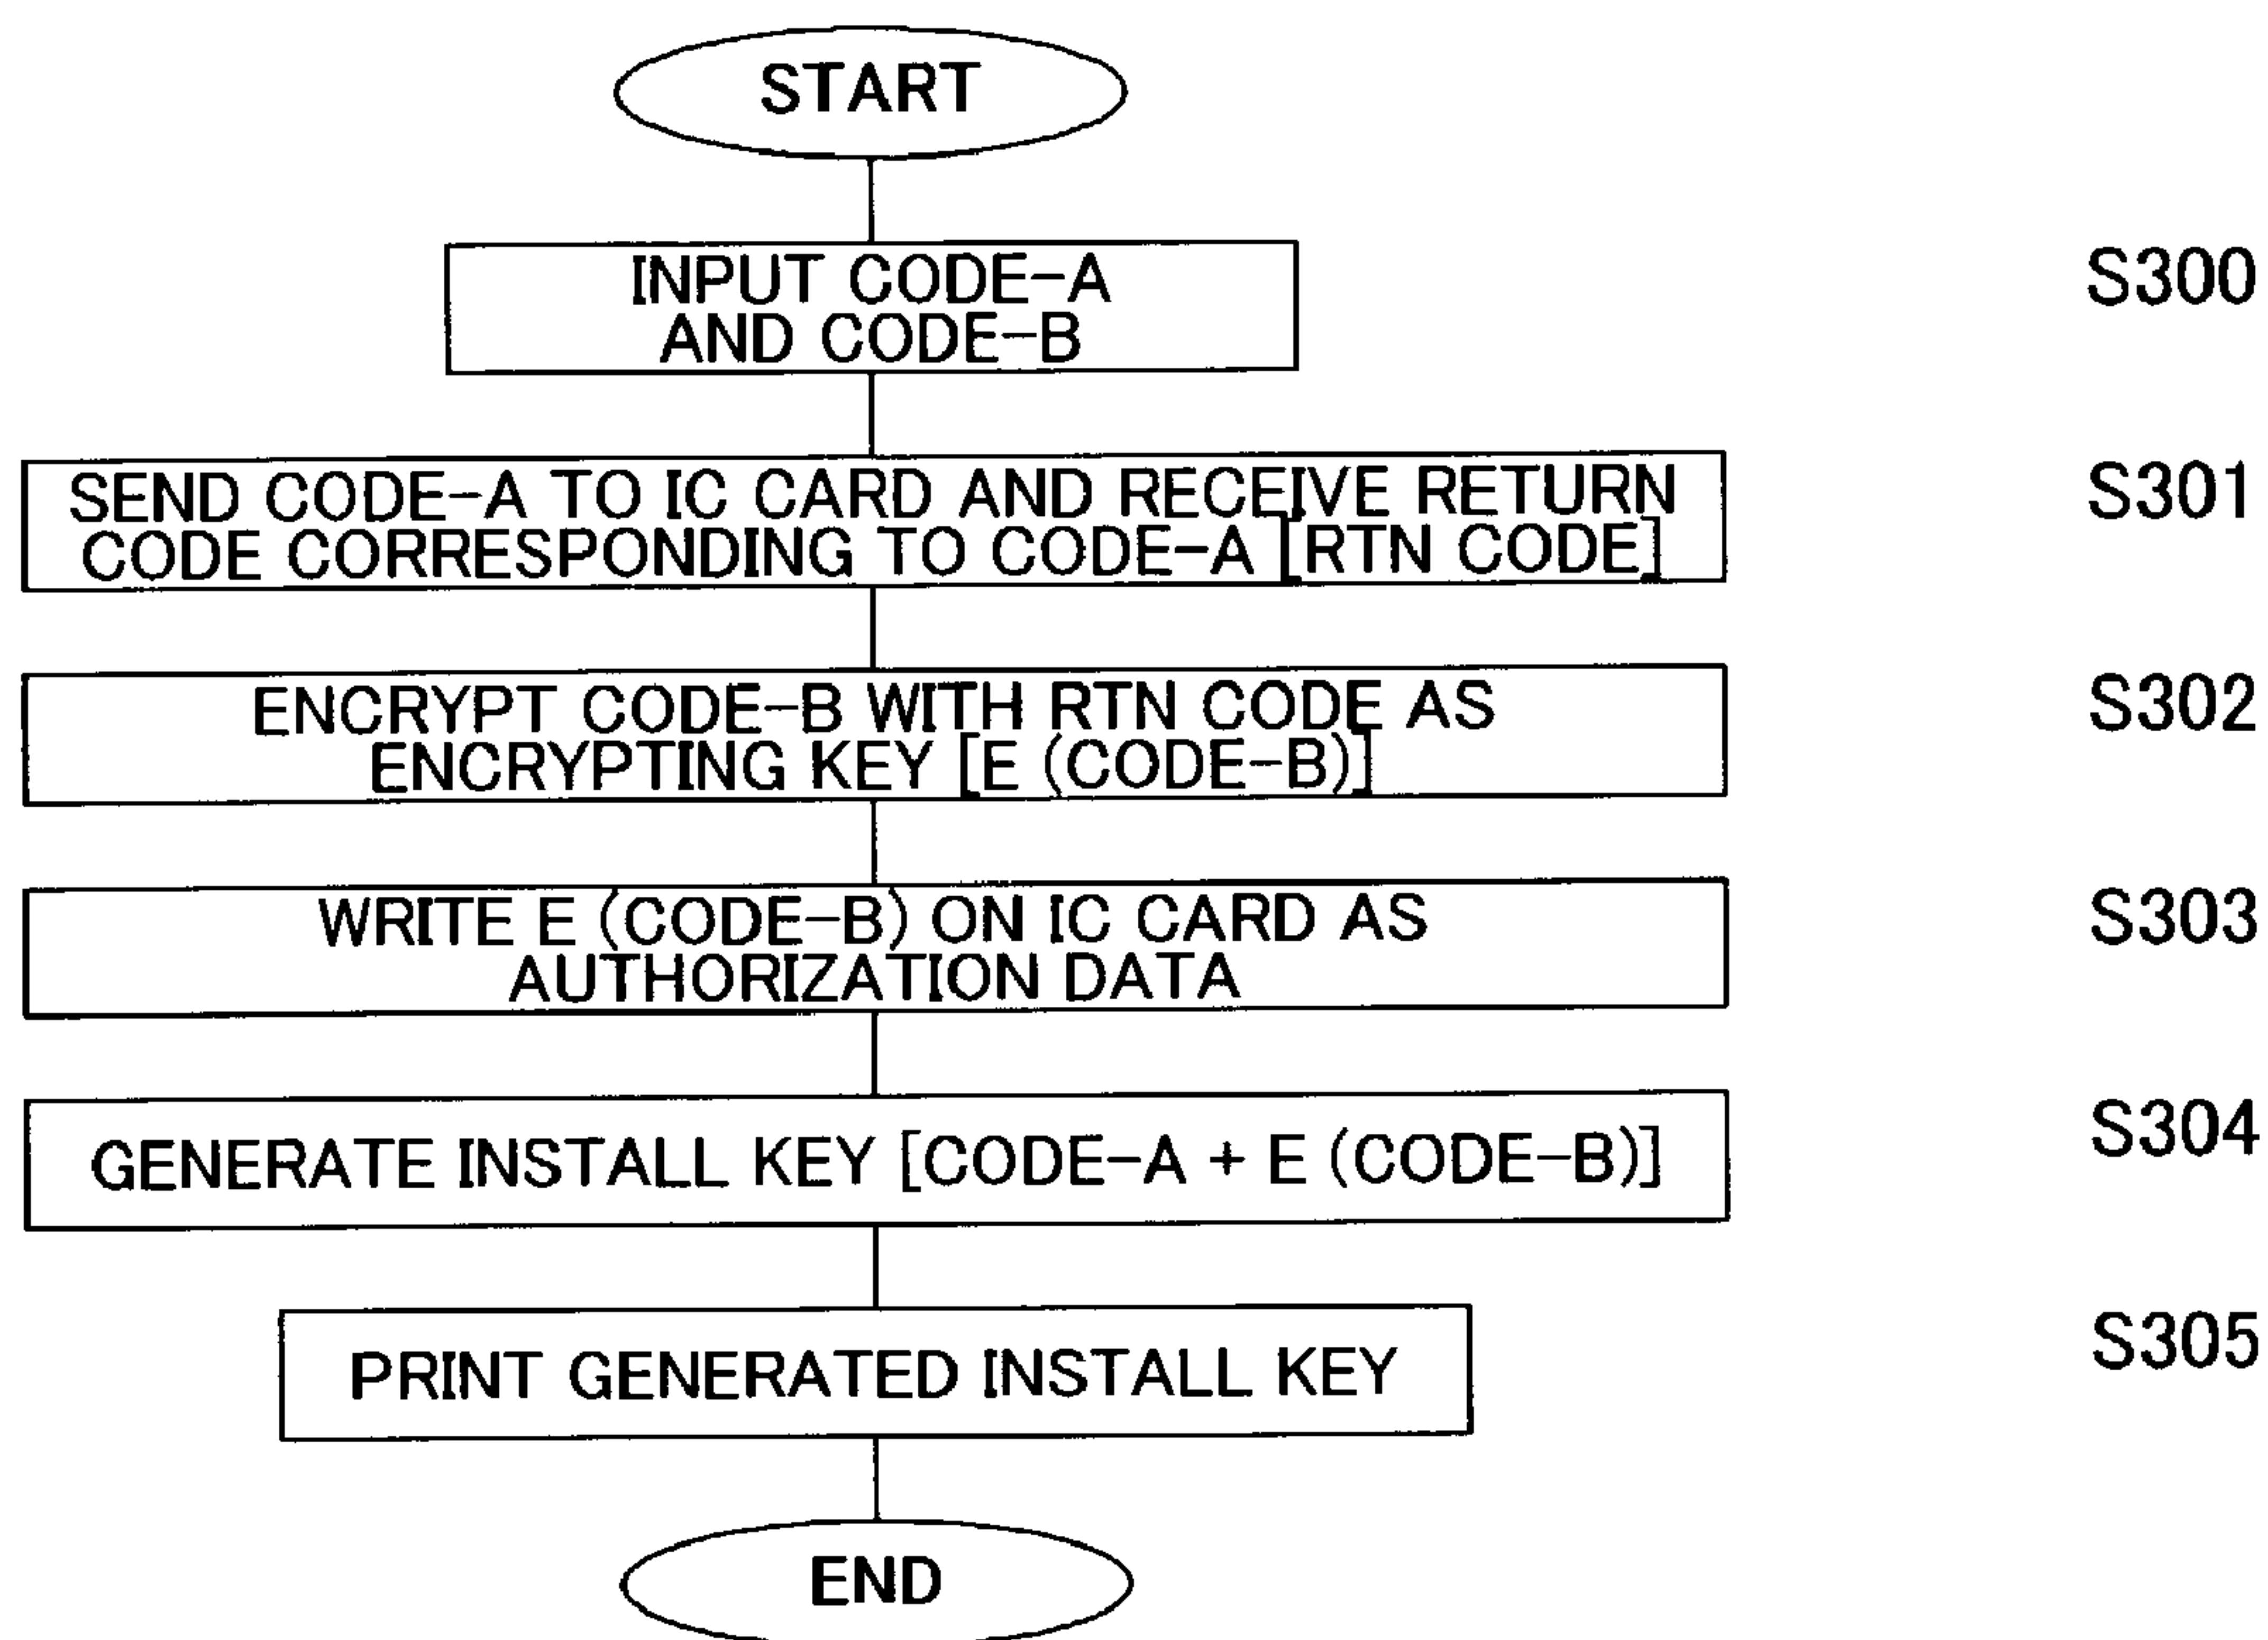 START
INPUT CODE-A
AND CODE-B
S300
SEND CODE-A TO IC CARD AND RECEIVE RETURN
CODE CORRESPONDING TO CODE-A [RTN CODE]
S301
ENCRYPT CODE-B WITH RTN CODE AS
ENCRYPTING KEY [E (CODE-B)]
S302
WRITE E (CODE-B) ON IC CARD AS
AUTHORIZATION DATA
S303
GENERATE INSTALL KEY [CODE-A + E (CODE-B)]
S304
PRINT GENERATED INSTALL KEY
S305
END